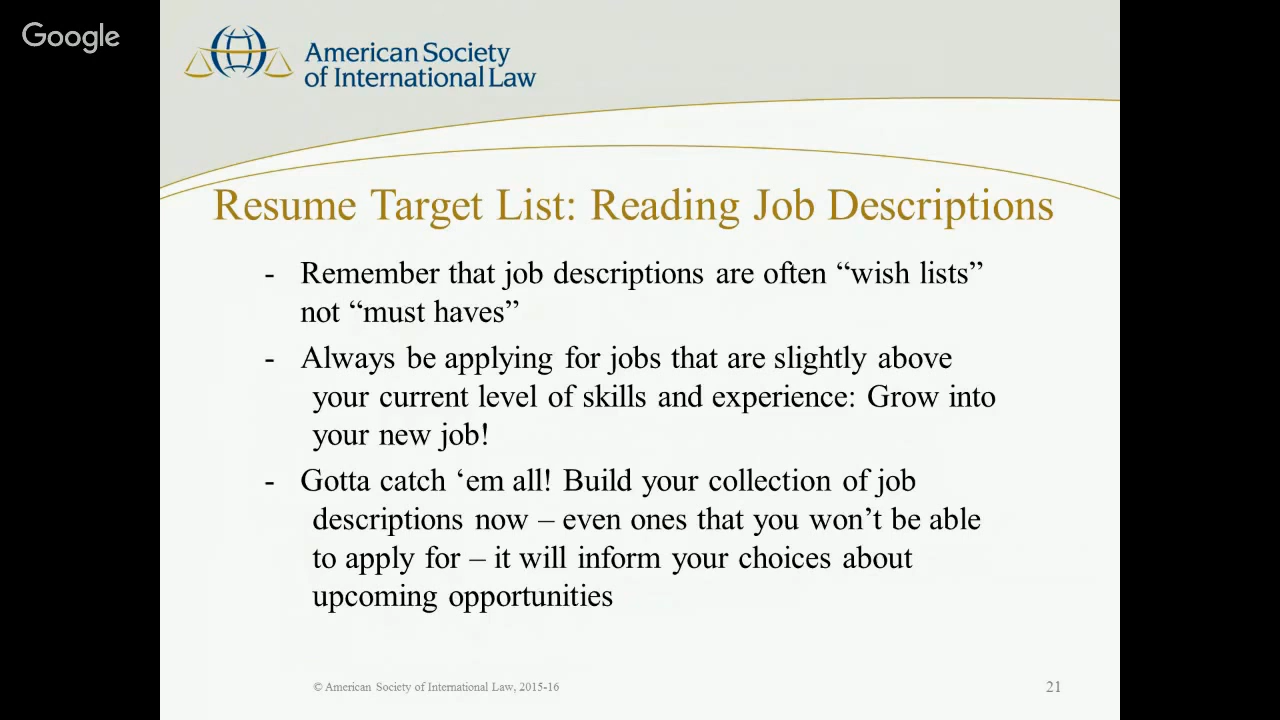 Google
American Society
of International Law
Resume Target List: Reading Job Descriptions
- Remember that job descriptions are often “wish lists”
not “must haves”
- Always be applying for jobs that are slightly above
your current level of skills and experience: Grow into
your new job!
- Gotta catch ‘em all! Build your collection of job
descriptions now – even ones that you won’t be able
to apply for – it will inform your choices about
upcoming opportunities
© American Society of International Law, 2015-16
21